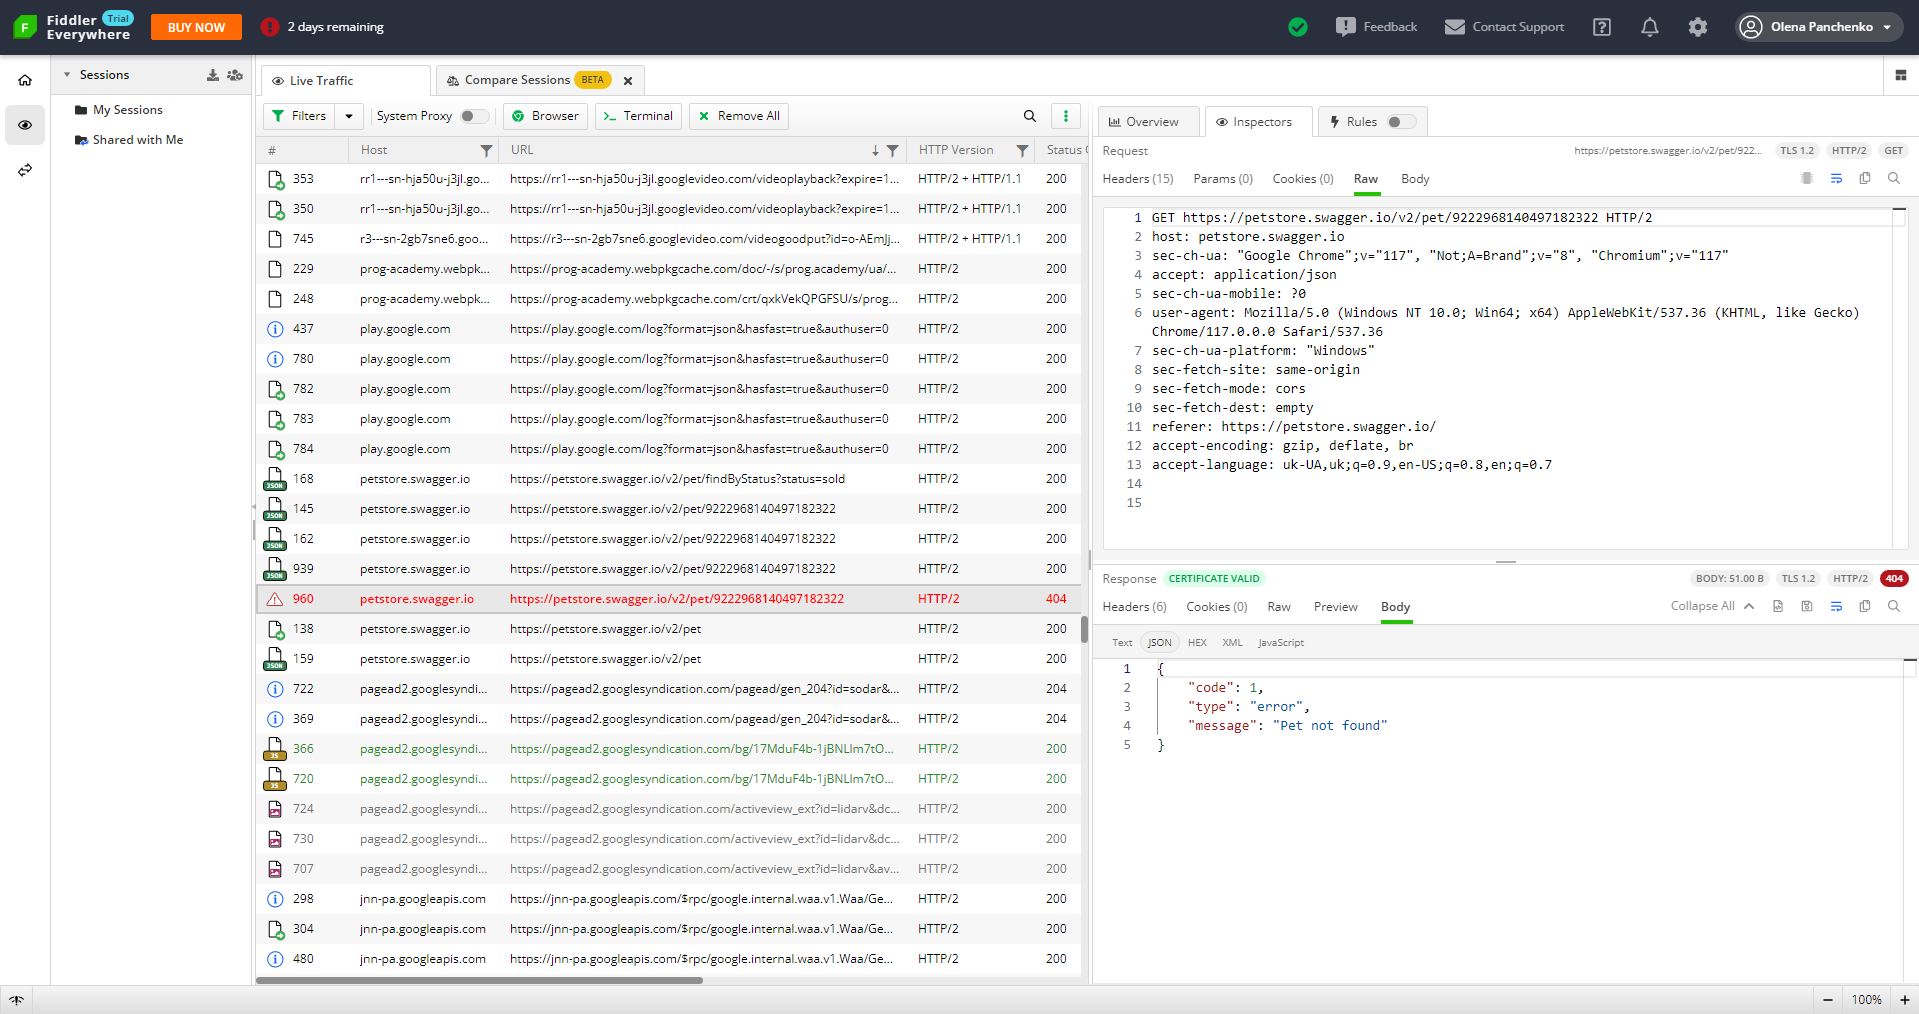 Fiddler Trial
Everywhere
BUY NOW
2 days remaining
Feedback
Contact Support
Olena Panchenko
Sessions
My Sessions
Shared with Me
Live Traffic
Compare Sessions BETA
Filters
System Proxy
Browser
Terminal
Remove All
# Host URL HTTP Version Status C
353 rr1---sn-hja50u-j3jl.go... https://rr1---sn-hja50u-j3jl.googlevideo.com/videoplayback?expire=1... HTTP/2 + HTTP/1.1 200
350 rr1---sn-hja50u-j3jl.go... https://rr1---sn-hja50u-j3jl.googlevideo.com/videoplayback?expire=1... HTTP/2 + HTTP/1.1 200
745 r3---sn-2gb7sne6.goo... https://r3---sn-2gb7sne6.googlevideo.com/videogoodput?id=o-AEmJj... HTTP/2 + HTTP/1.1 200
229 prog-academy.webpk... https://prog-academy.webpkgcache.com/doc/-/s/prog.academy/ua/... HTTP/2 200
248 prog-academy.webpk... https://prog-academy.webpkgcache.com/crt/qxkVekQPGFSU/s/prog... HTTP/2 200
437 play.google.com https://play.google.com/log?format=json&hasfast=true&authuser=0 HTTP/2 200
780 play.google.com https://play.google.com/log?format=json&hasfast=true&authuser=0 HTTP/2 200
782 play.google.com https://play.google.com/log?format=json&hasfast=true&authuser=0 HTTP/2 200
783 play.google.com https://play.google.com/log?format=json&hasfast=true&authuser=0 HTTP/2 200
784 play.google.com https://play.google.com/log?format=json&hasfast=true&authuser=0 HTTP/2 200
JSON 168 petstore.swagger.io https://petstore.swagger.io/v2/pet/findByStatus?status=sold HTTP/2 200
JSON 145 petstore.swagger.io https://petstore.swagger.io/v2/pet/9222968140497182322 HTTP/2 200
JSON 162 petstore.swagger.io https://petstore.swagger.io/v2/pet/9222968140497182322 HTTP/2 200
JSON 939 petstore.swagger.io https://petstore.swagger.io/v2/pet/9222968140497182322 HTTP/2 200
960 petstore.swagger.io https://petstore.swagger.io/v2/pet/9222968140497182322 HTTP/2 404
138 petstore.swagger.io https://petstore.swagger.io/v2/pet HTTP/2 200
JSON 159 petstore.swagger.io https://petstore.swagger.io/v2/pet HTTP/2 200
722 pagead2.googlesyndi... https://pagead2.googlesyndication.com/pagead/gen_204?id=sodar&... HTTP/2 204
369 pagead2.googlesyndi... https://pagead2.googlesyndication.com/pagead/gen_204?id=sodar&... HTTP/2 204
JS 366 pagead2.googlesyndi... https://pagead2.googlesyndication.com/bg/17MduF4b-1jBNLIm7tO... HTTP/2 200
JS 720 pagead2.googlesyndi... https://pagead2.googlesyndication.com/bg/17MduF4b-1jBNLIm7tO... HTTP/2 200
724 pagead2.googlesyndi... https://pagead2.googlesyndication.com/activeview_ext?id=lidarv&dc... HTTP/2 200
730 pagead2.googlesyndi... https://pagead2.googlesyndication.com/activeview_ext?id=lidarv&dc... HTTP/2 200
707 pagead2.googlesyndi... https://pagead2.googlesyndication.com/activeview_ext?id=lidarv&av... HTTP/2 200
298 jnn-pa.googleapis.com https://jnn-pa.googleapis.com/$rpc/google.internal.waa.v1.Waa/Ge... HTTP/2 200
304 jnn-pa.googleapis.com https://jnn-pa.googleapis.com/$rpc/google.internal.waa.v1.Waa/Ge... HTTP/2 200
480 jnn-pa.googleapis.com https://jnn-pa.googleapis.com/$rpc/google.internal.waa.v1.Waa/Ge... HTTP/2 200
Overview Inspectors Rules
Request https://petstore.swagger.io/v2/pet/922... TLS 1.2 HTTP/2 GET
Headers (15) Params (0) Cookies (0) Raw Body
1 GET https://petstore.swagger.io/v2/pet/9222968140497182322 HTTP/2
2 host: petstore.swagger.io
3 sec-ch-ua: "Google Chrome";v="117", "Not;A=Brand";v="8", "Chromium";v="117"
4 accept: application/json
5 sec-ch-ua-mobile: ?0
6 user-agent: Mozilla/5.0 (Windows NT 10.0; Win64; x64) AppleWebKit/537.36 (KHTML, like Gecko)
Chrome/117.0.0.0 Safari/537.36
7 sec-ch-ua-platform: "Windows"
8 sec-fetch-site: same-origin
9 sec-fetch-mode: cors
10 sec-fetch-dest: empty
11 referer: https://petstore.swagger.io/
12 accept-encoding: gzip, deflate, br
13 accept-language: uk-UA,uk;q=0.9,en-US;q=0.8,en;q=0.7
14
15
Response CERTIFICATE VALID BODY: 51.00 B TLS 1.2 HTTP/2 404
Headers (6) Cookies (0) Raw Preview Body Collapse All
Text JSON HEX XML JavaScript
1 {
2 "code": 1,
3 "type": "error",
4 "message": "Pet not found"
5 }
100%